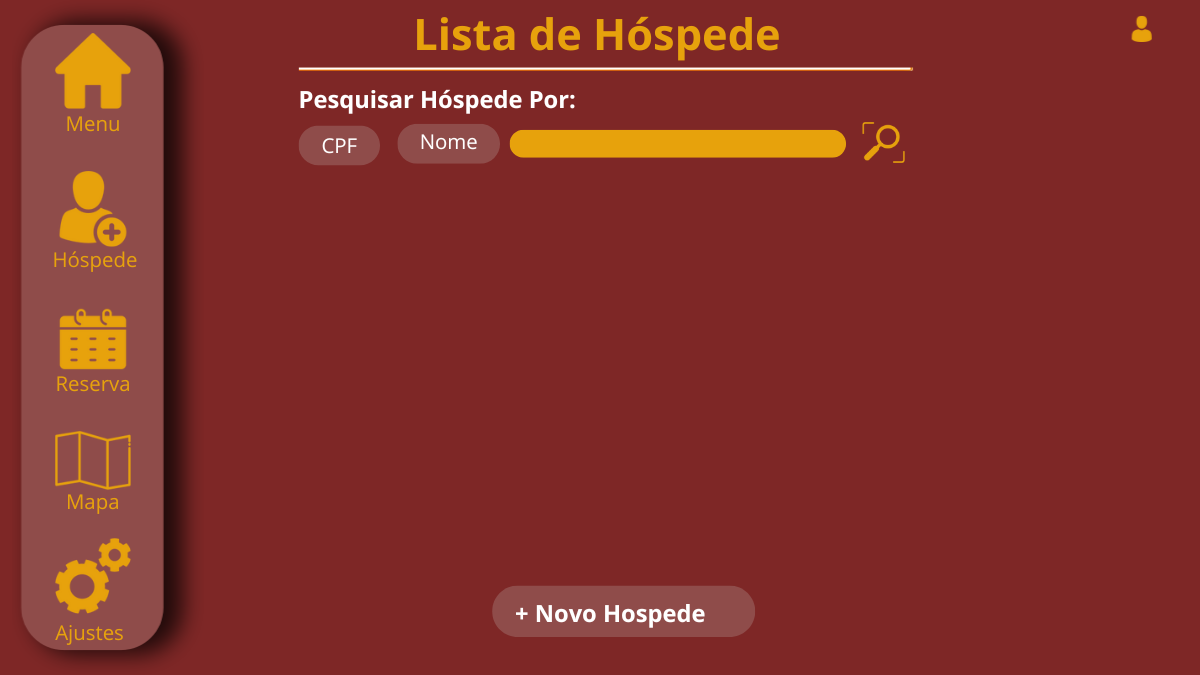 Lista de Hóspede
Pesquisar Hóspede Por:
CPF
Nome
Menu
Hóspede
Reserva
Mapa
Ajustes
+ Novo Hospede